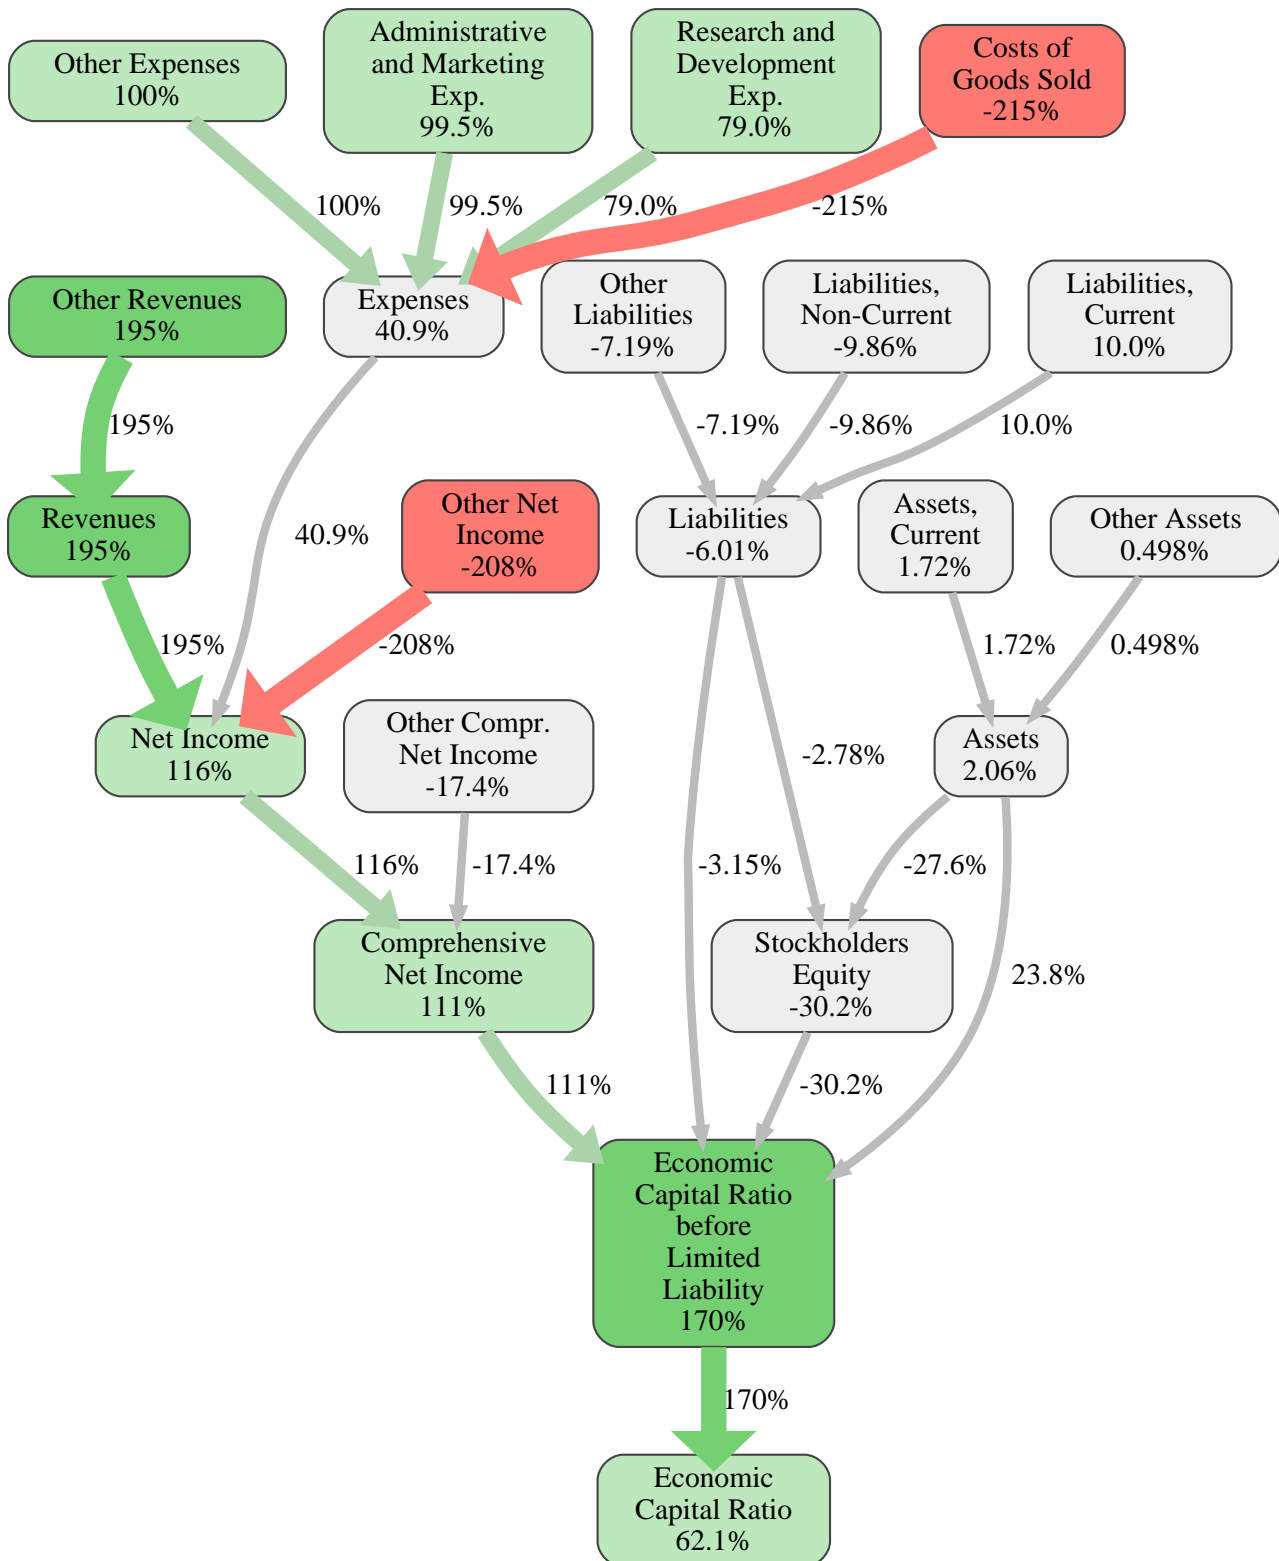 Other Expenses
100%
Administrative
and Marketing
Exp.
99.5%
Research and
Development
Exp.
79.0%
Costs of
Goods Sold
-215%
100%
99.5%
79.0%
-215%
Other Revenues
195%
Expenses
40.9%
Other
Liabilities
-7.19%
Liabilities,
Non-Current
-9.86%
Liabilities,
Current
10.0%
195%
-7.19%
-9.86%
10.0%
Revenues
195%
40.9%
Other Net
Income
-208%
Liabilities
-6.01%
Assets,
Current
1.72%
Other Assets
0.498%
195%
-208%
1.72%
0.498%
Net Income
116%
Other Compr.
Net Income
-17.4%
-2.78%
Assets
2.06%
116%
-17.4%
-3.15%
-27.6%
Comprehensive
Net Income
111%
Stockholders
Equity
-30.2%
23.8%
111%
-30.2%
Economic
Capital Ratio
before
Limited
Liability
170%
170%
Economic
Capital Ratio
62.1%